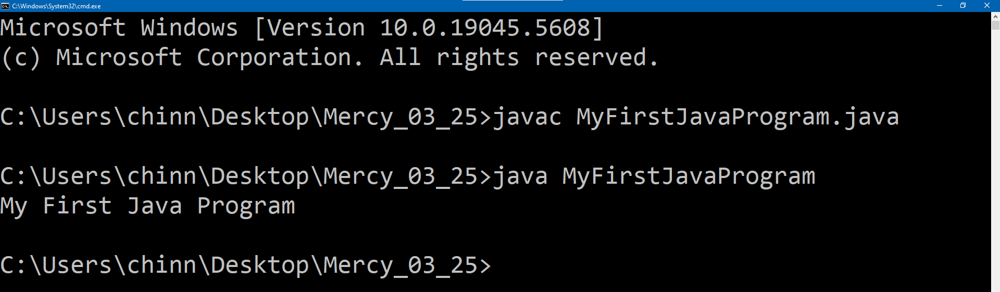 C:\Windows\System32\cmd.exe
Microsoft Windows [Version 10.0.19045.5608]
(c) Microsoft Corporation. All rights reserved.
C:\Users\chinn\Desktop\Mercy_03_25>javac MyFirstJavaProgram.java
C:\Users\chinn\Desktop\Mercy_03_25>java MyFirstJavaProgram
My First Java Program
C:\Users\chinn\Desktop\Mercy_03_25>